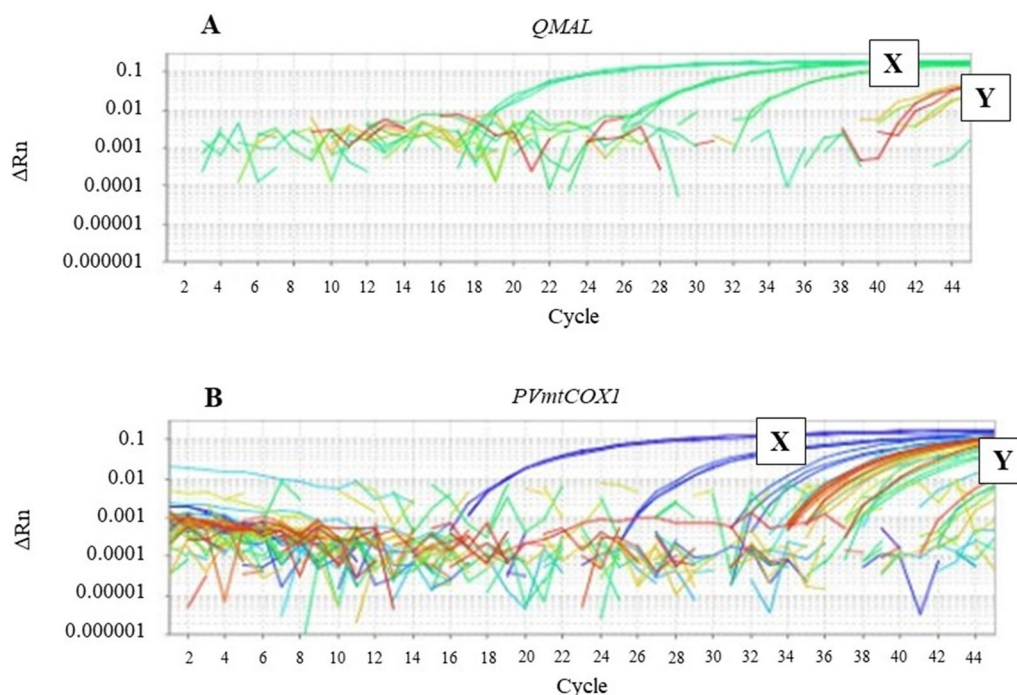 A
QMAL
0.1
0.01
0.001
0.0001
0.00001
0.000001
ΔRn
X
Y
2 4 6 8 10 12 14 16 18 20 22 24 26 28 30 32 34 36 38 40 42 44
Cycle
B
PVmtCOX1
0.1
0.01
0.001
0.0001
0.00001
0.000001
ΔRn
X
Y
2 4 6 8 10 12 14 16 18 20 22 24 26 28 30 32 34 36 38 40 42 44
Cycle